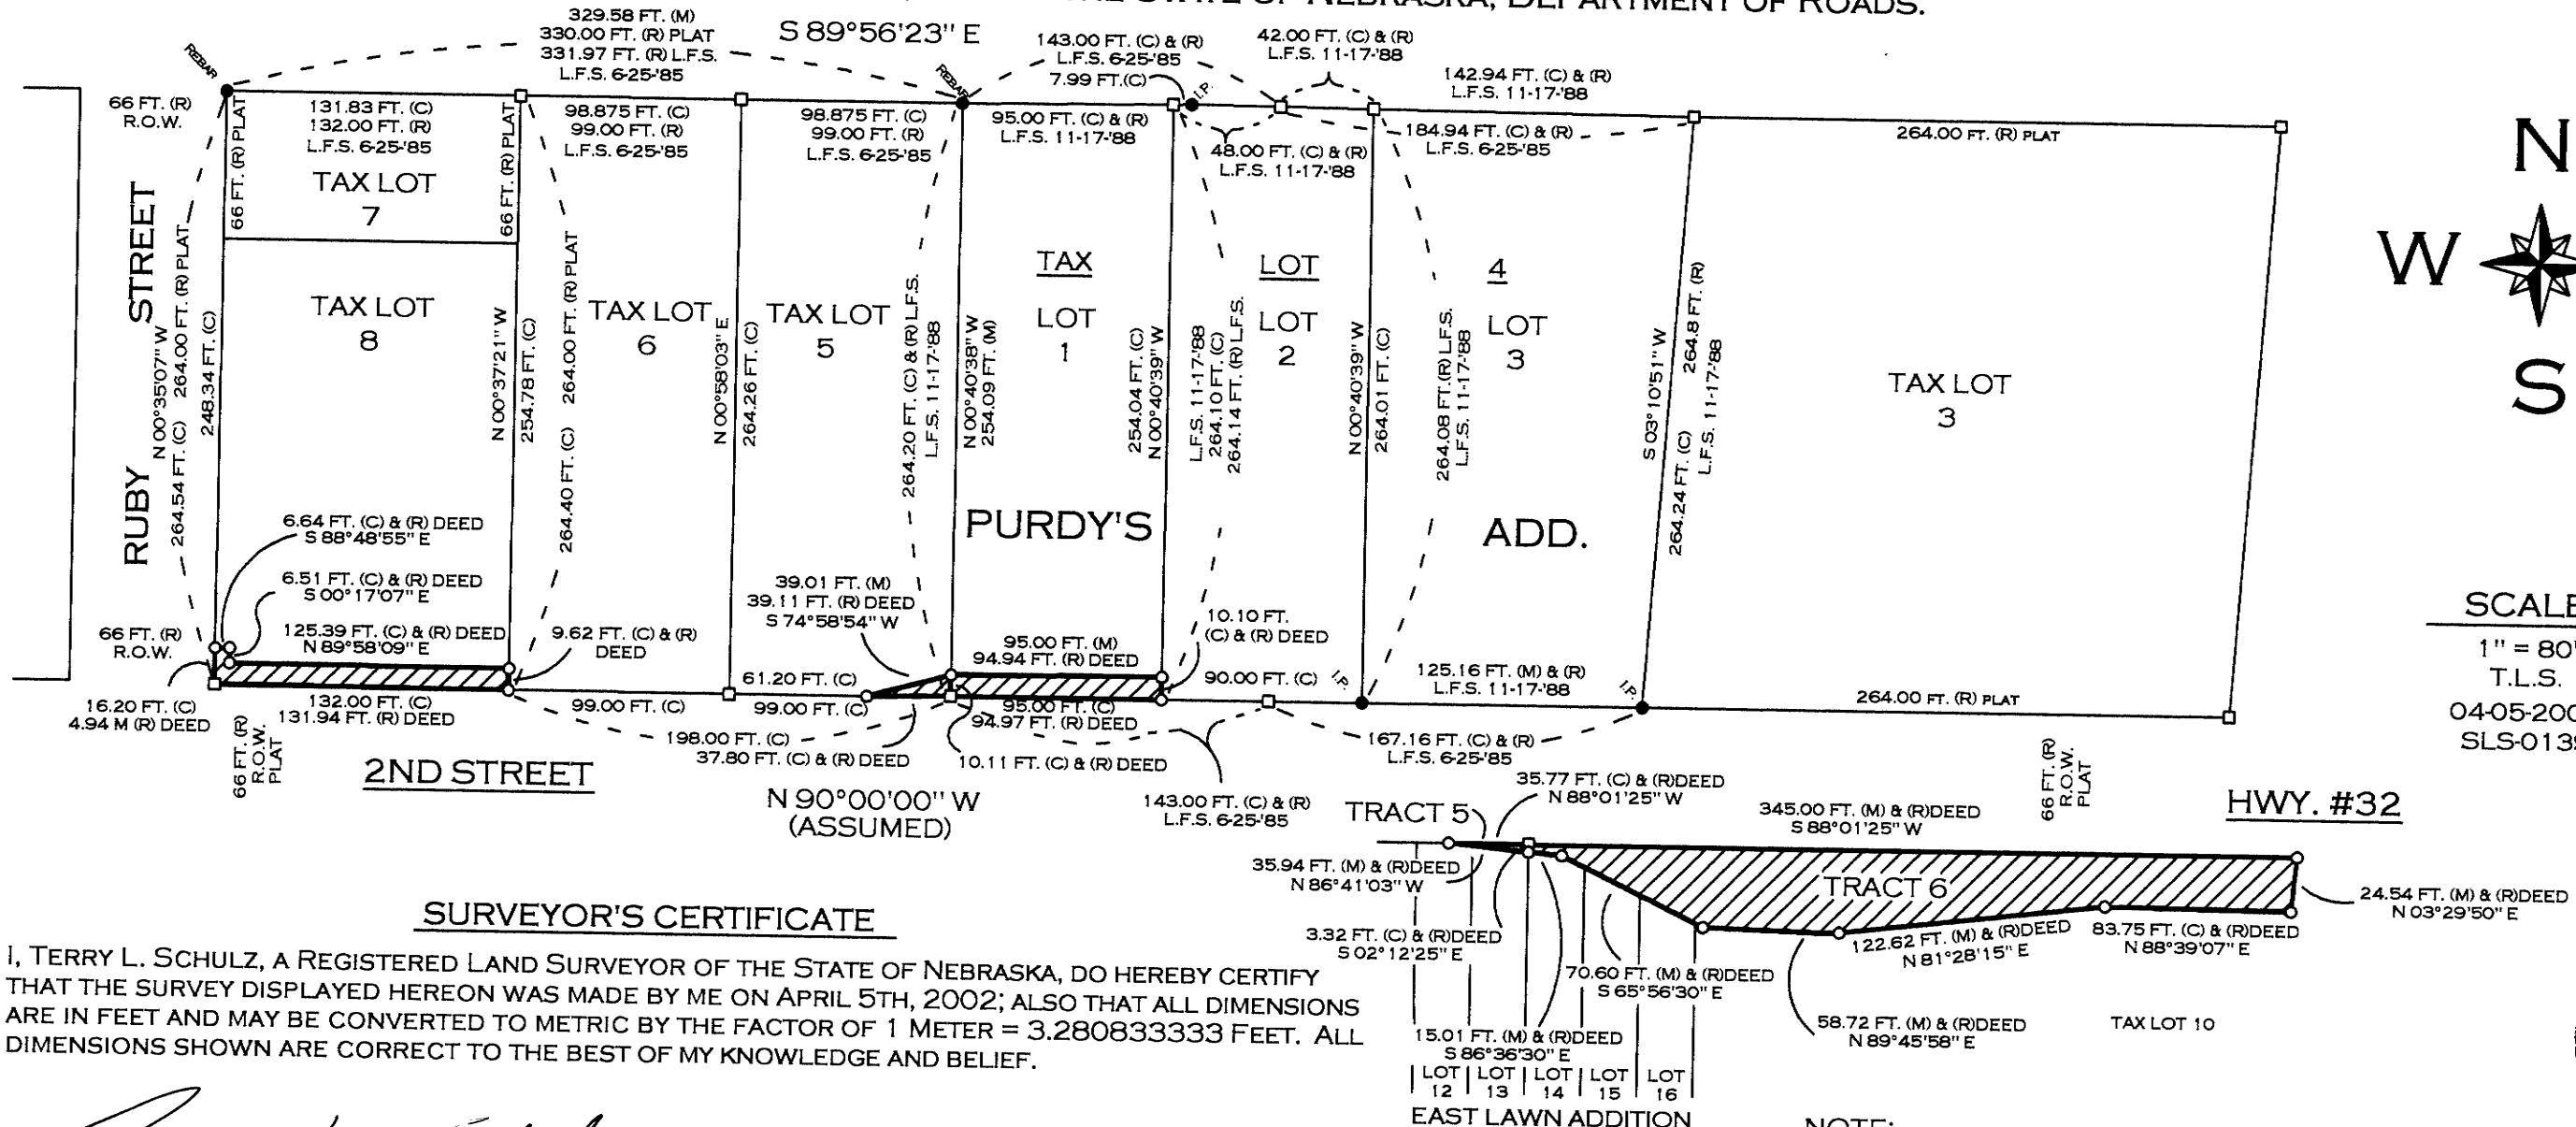 THE STATE OF NEBRASKA, DEPARTMENT OF ROADS.
329.58 FT. (M)
330.00 FT. (R) PLAT
331.97 FT. (R) L.F.S.
L.F.S. 6-25-'85
S 89°56'23" E
143.00 FT. (C) & (R)
L.F.S. 6-25-'85
7.99 FT.(C)
42.00 FT. (C) & (R)
L.F.S. 11-17-'88
142.94 FT. (C) & (R)
L.F.S. 11-17-'88
REBAR
REBAR
I.P.
66 FT. (R)
R.O.W.
66 FT. (R) PLAT
131.83 FT. (C)
132.00 FT. (R)
L.F.S. 6-25-'85
66 FT. (R) PLAT
98.875 FT. (C)
99.00 FT. (R)
L.F.S. 6-25-'85
98.875 FT. (C)
99.00 FT. (R)
L.F.S. 6-25-'85
95.00 FT. (C) & (R)
L.F.S. 11-17-'88
48.00 FT. (C) & (R)
L.F.S. 11-17-'88
184.94 FT. (C) & (R)
L.F.S. 6-25-'85
264.00 FT. (R) PLAT
N
W
S
TAX LOT
7
TAX LOT
8
TAX LOT
6
TAX LOT
5
TAX
LOT
1
LOT
LOT
2
4
LOT
3
TAX LOT
3
RUBY STREET
N 00°35'07" W
264.54 FT. (C) 264.00 FT. (R) PLAT
248.34 FT. (C)
N 00°37'21" W
254.78 FT. (C)
264.40 FT. (C) 264.00 FT. (R) PLAT
N 00°58'03" E
264.26 FT. (C)
264.20 FT. (C) & (R) L.F.S.
L.F.S. 11-17-'88
N 00°40'38" W
254.09 FT. (M)
254.04 FT. (C)
N 00°40'39" W
L.F.S. 11-17-'88
264.10 FT. (C)
264.14 FT. (R) L.F.S.
N 00°40'39" W
264.01 FT. (C)
264.08 FT.(R) L.F.S.
L.F.S. 11-17-'88
S 03°10'51" W
264.24 FT. (C) 264.8 FT. (R)
L.F.S. 11-17-'88
PURDY'S
ADD.
6.64 FT. (C) & (R) DEED
S 88°48'55" E
6.51 FT. (C) & (R) DEED
S 00°17'07" E
66 FT. (R)
R.O.W.
125.39 FT. (C) & (R) DEED
N 89°58'09" E
9.62 FT. (C) & (R)
DEED
39.01 FT. (M)
39.11 FT. (R) DEED
S 74°58'54" W
95.00 FT. (M)
94.94 FT. (R) DEED
10.10 FT.
(C) & (R) DEED
SCALE
1" = 80'
T.L.S.
04-05-200
SLS-013
61.20 FT. (C)
90.00 FT. (C)
I.P.
125.16 FT. (M) & (R)
L.F.S. 11-17-'88
I.P.
264.00 FT. (R) PLAT
16.20 FT. (C)
4.94 M (R) DEED
132.00 FT. (C)
131.94 FT. (R) DEED
99.00 FT. (C)
99.00 FT. (C)
95.00 FT. (C)
94.97 FT. (R) DEED
198.00 FT. (C)
37.80 FT. (C) & (R) DEED
10.11 FT. (C) & (R) DEED
167.16 FT. (C) & (R)
L.F.S. 6-25-'85
66 FT. (R)
R.O.W.
PLAT
2ND STREET
N 90°00'00" W
(ASSUMED)
143.00 FT. (C) & (R)
L.F.S. 6-25-'85
66 FT. (R)
R.O.W.
PLAT
HWY. #32
TRACT 5
35.77 FT. (C) & (R)DEED
N 88°01'25" W
345.00 FT. (M) & (R)DEED
S 88°01'25" W
35.94 FT. (M) & (R)DEED
N 86°41'03" W
TRACT 6
24.54 FT. (M) & (R)DEED
N 03°29'50" E
3.32 FT. (C) & (R)DEED
S 02°12'25" E
70.60 FT. (M) & (R)DEED
S 65°56'30" E
122.62 FT. (M) & (R)DEED
N 81°28'15" E
83.75 FT. (C) & (R)DEED
N 88°39'07" E
15.01 FT. (M) & (R)DEED
S 86°36'30" E
58.72 FT. (M) & (R)DEED
N 89°45'58" E
TAX LOT 10
LOT LOT LOT LOT LOT
12 13 14 15 16
EAST LAWN ADDITION
NOTE:
SURVEYOR'S CERTIFICATE
I, TERRY L. SCHULZ, A REGISTERED LAND SURVEYOR OF THE STATE OF NEBRASKA, DO HEREBY CERTIFY
THAT THE SURVEY DISPLAYED HEREON WAS MADE BY ME ON APRIL 5TH, 2002; ALSO THAT ALL DIMENSIONS
ARE IN FEET AND MAY BE CONVERTED TO METRIC BY THE FACTOR OF 1 METER = 3.280833333 FEET. ALL
DIMENSIONS SHOWN ARE CORRECT TO THE BEST OF MY KNOWLEDGE AND BELIEF.